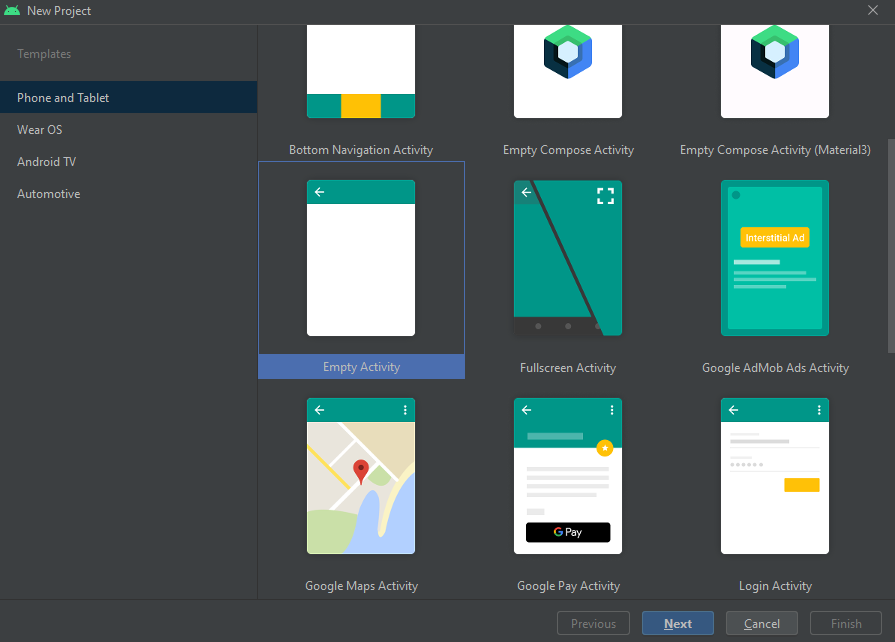 New Project
Templates
Phone and Tablet
Wear OS
Android TV
Automotive
Bottom Navigation Activity
Empty Compose Activity
Empty Compose Activity (Material3)
Interstitial Ad
Empty Activity
Fullscreen Activity
Google AdMob Ads Activity
G Pay
Google Maps Activity
Google Pay Activity
Login Activity
Previous
Next
Cancel
Finish